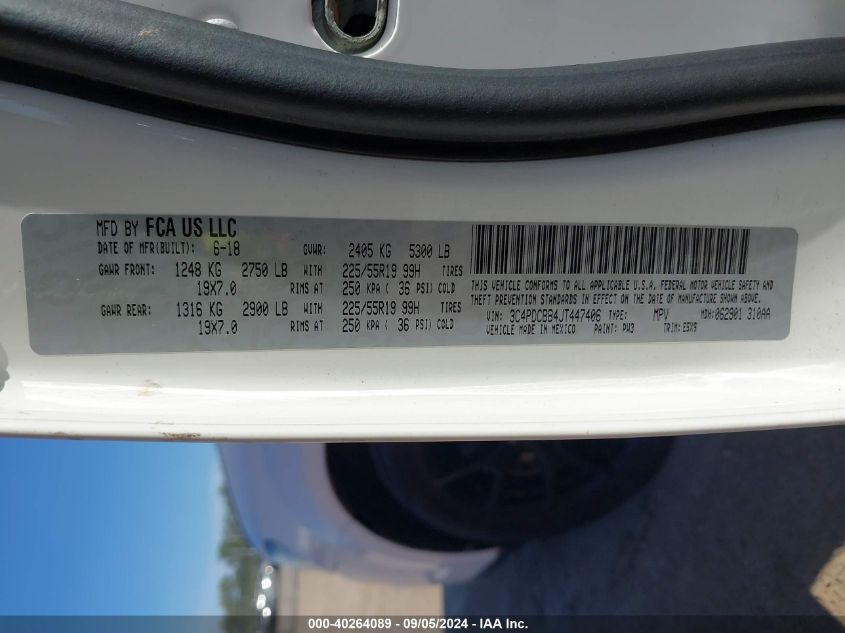 MFD BY FCA US LLC
DATE OF MFR(BUILT): 6-18 GVWR: 2405 KG 5300 LB
GAWR FRONT: 1248 KG 2750 LB WITH 225/55R19 99H TIRES
19X7.0 RIMS AT 250 KPA ( 36 PSI) COLD
GAWR REAR: 1316 KG 2900 LB WITH 225/55R19 99H TIRES
19X7.0 RIMS AT 250 KPA ( 36 PSI) COLD
THIS VEHICLE CONFORMS TO ALL APPLICABLE U.S.A. FEDERAL MOTOR VEHICLE SAFETY AND
THEFT PREVENTION STANDARDS IN EFFECT ON THE DATE OF MANUFACTURE SHOWN ABOVE.
VIN: 3C4PDCBB4JT447406 TYPE: MPV MDH: 062901 310AA
VEHICLE MADE IN MEXICO PAINT: PW3 TRIM: E5X9
000-40264089 - 09/05/2024 - IAA Inc.